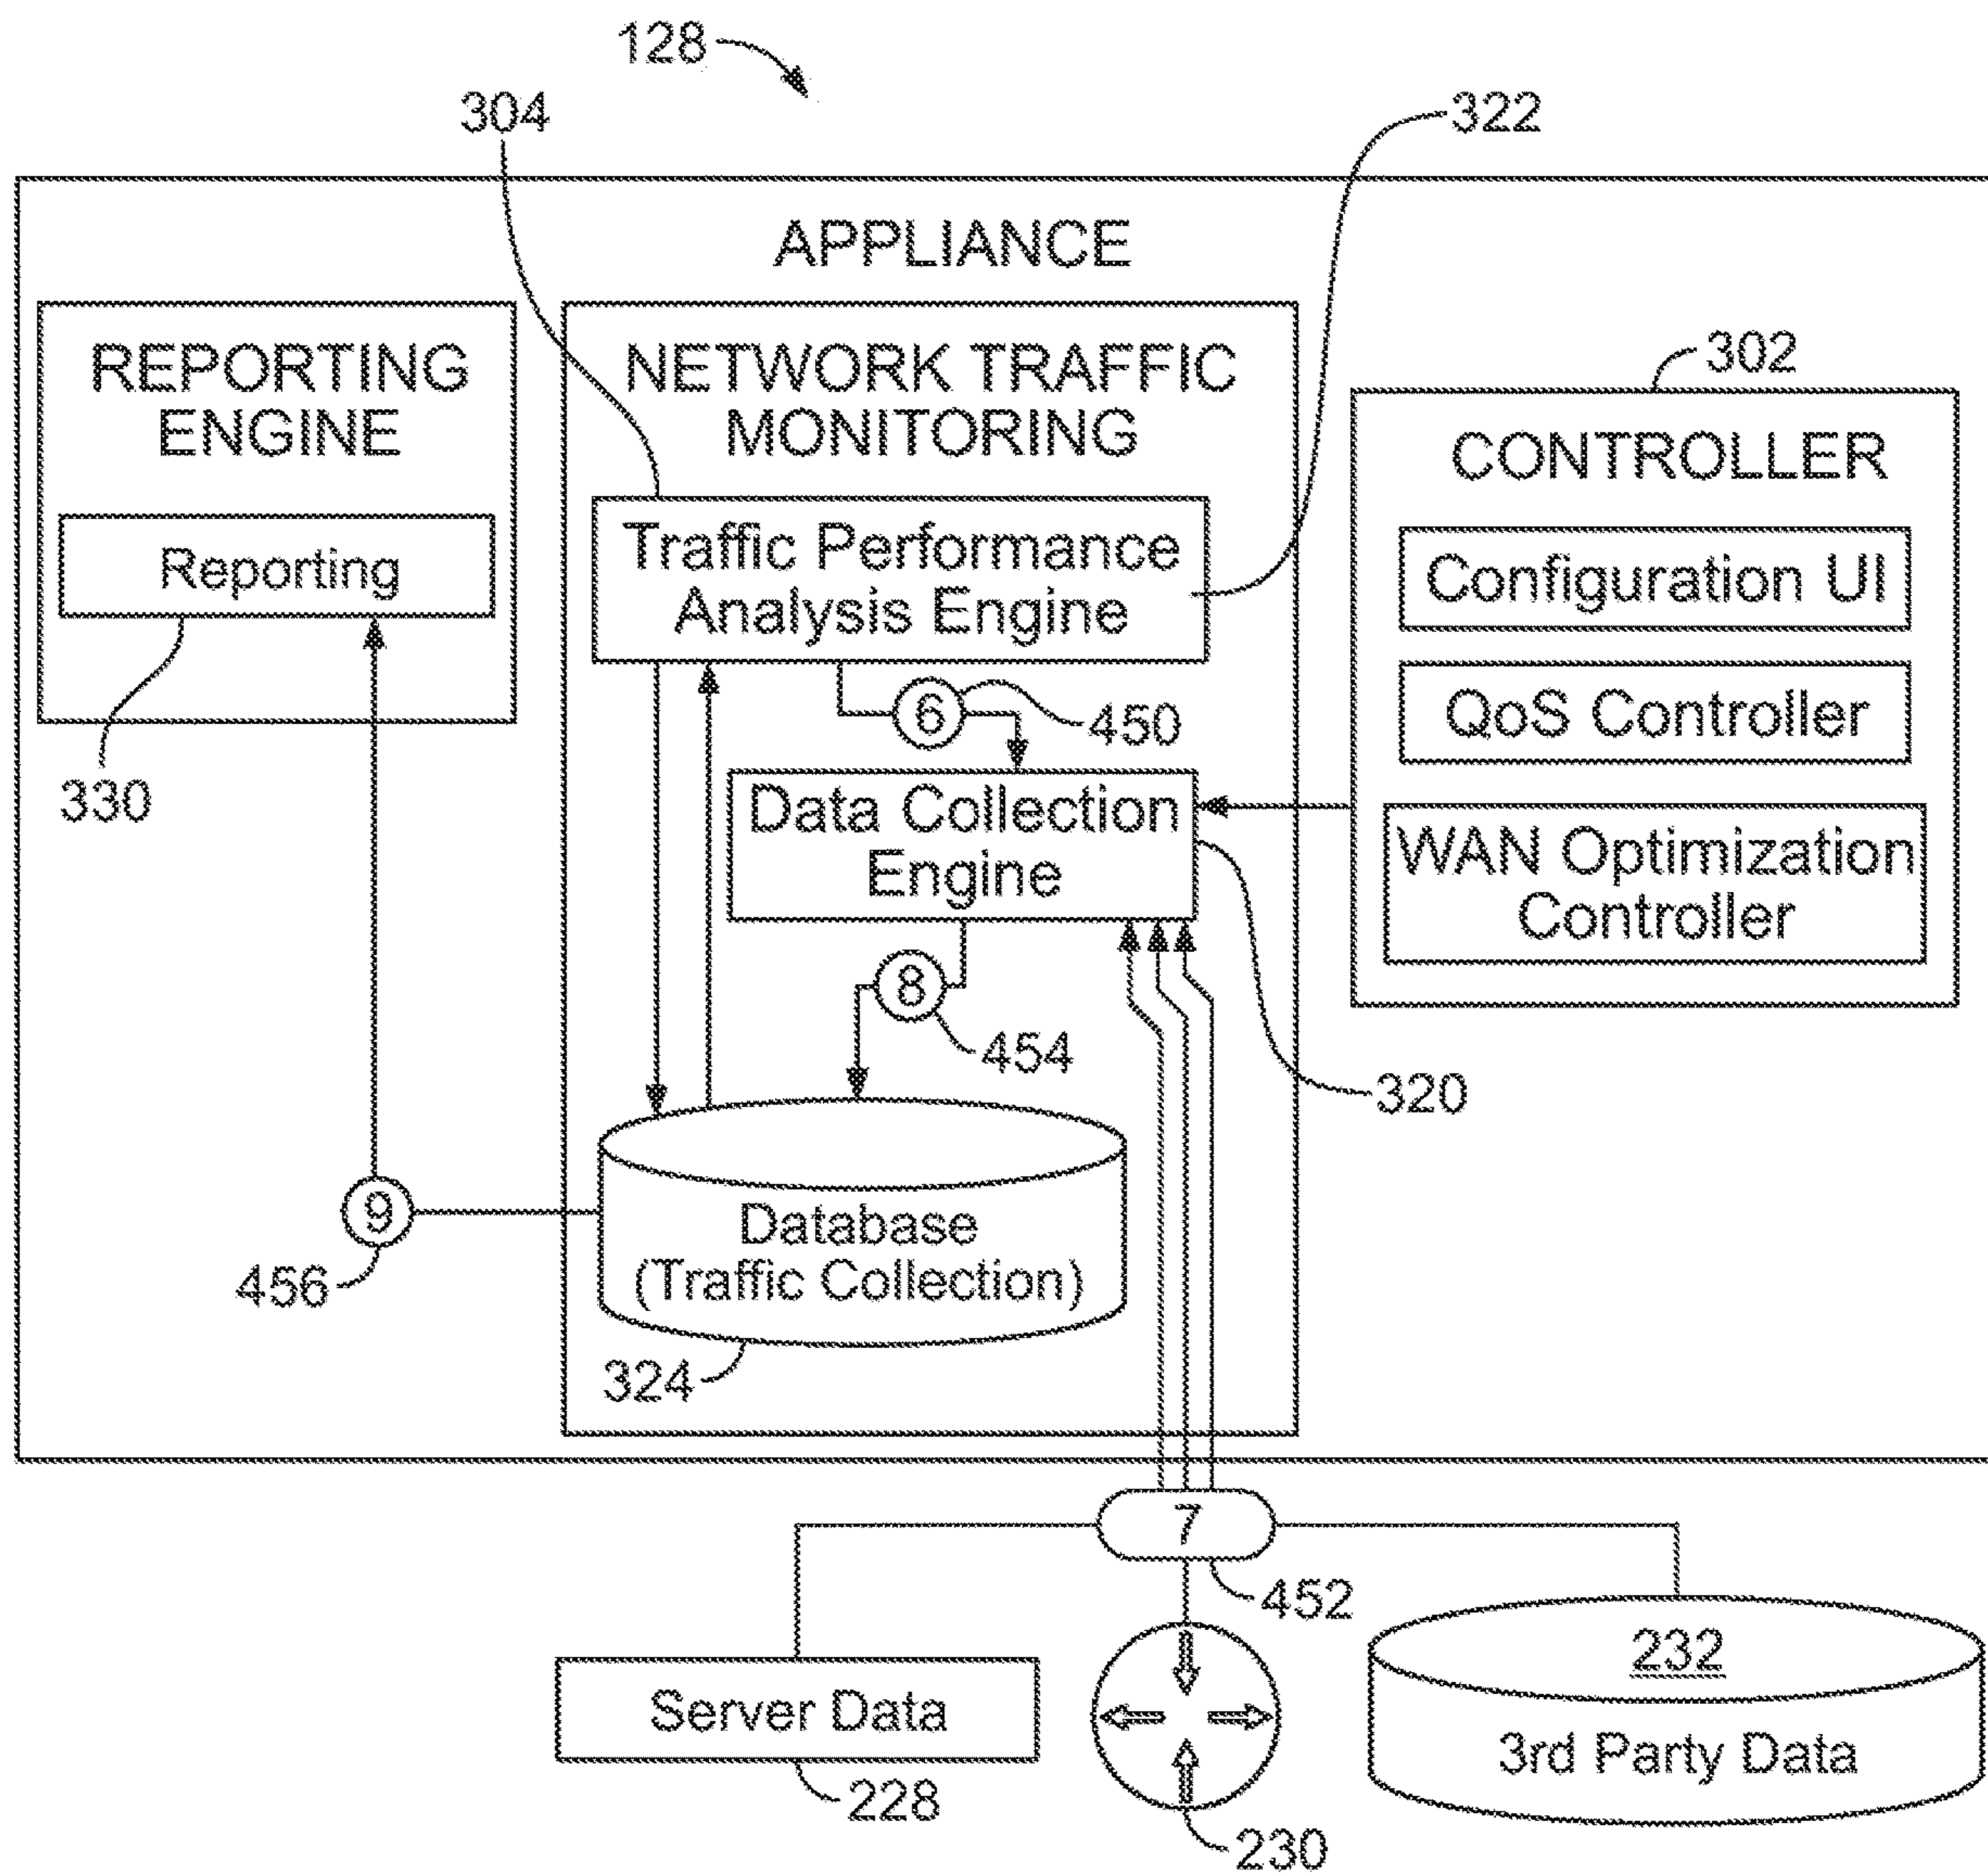 128
304
322
APPLIANCE
REPORTING
ENGINE
Reporting
330
NETWORK TRAFFIC
MONITORING
Traffic Performance
Analysis Engine
6
450
Data Collection
Engine
8
454
320
Database
(Traffic Collection)
324
9
456
302
CONTROLLER
Configuration UI
QoS Controller
WAN Optimization
Controller
7
452
Server Data
228
230
232
3rd Party Data